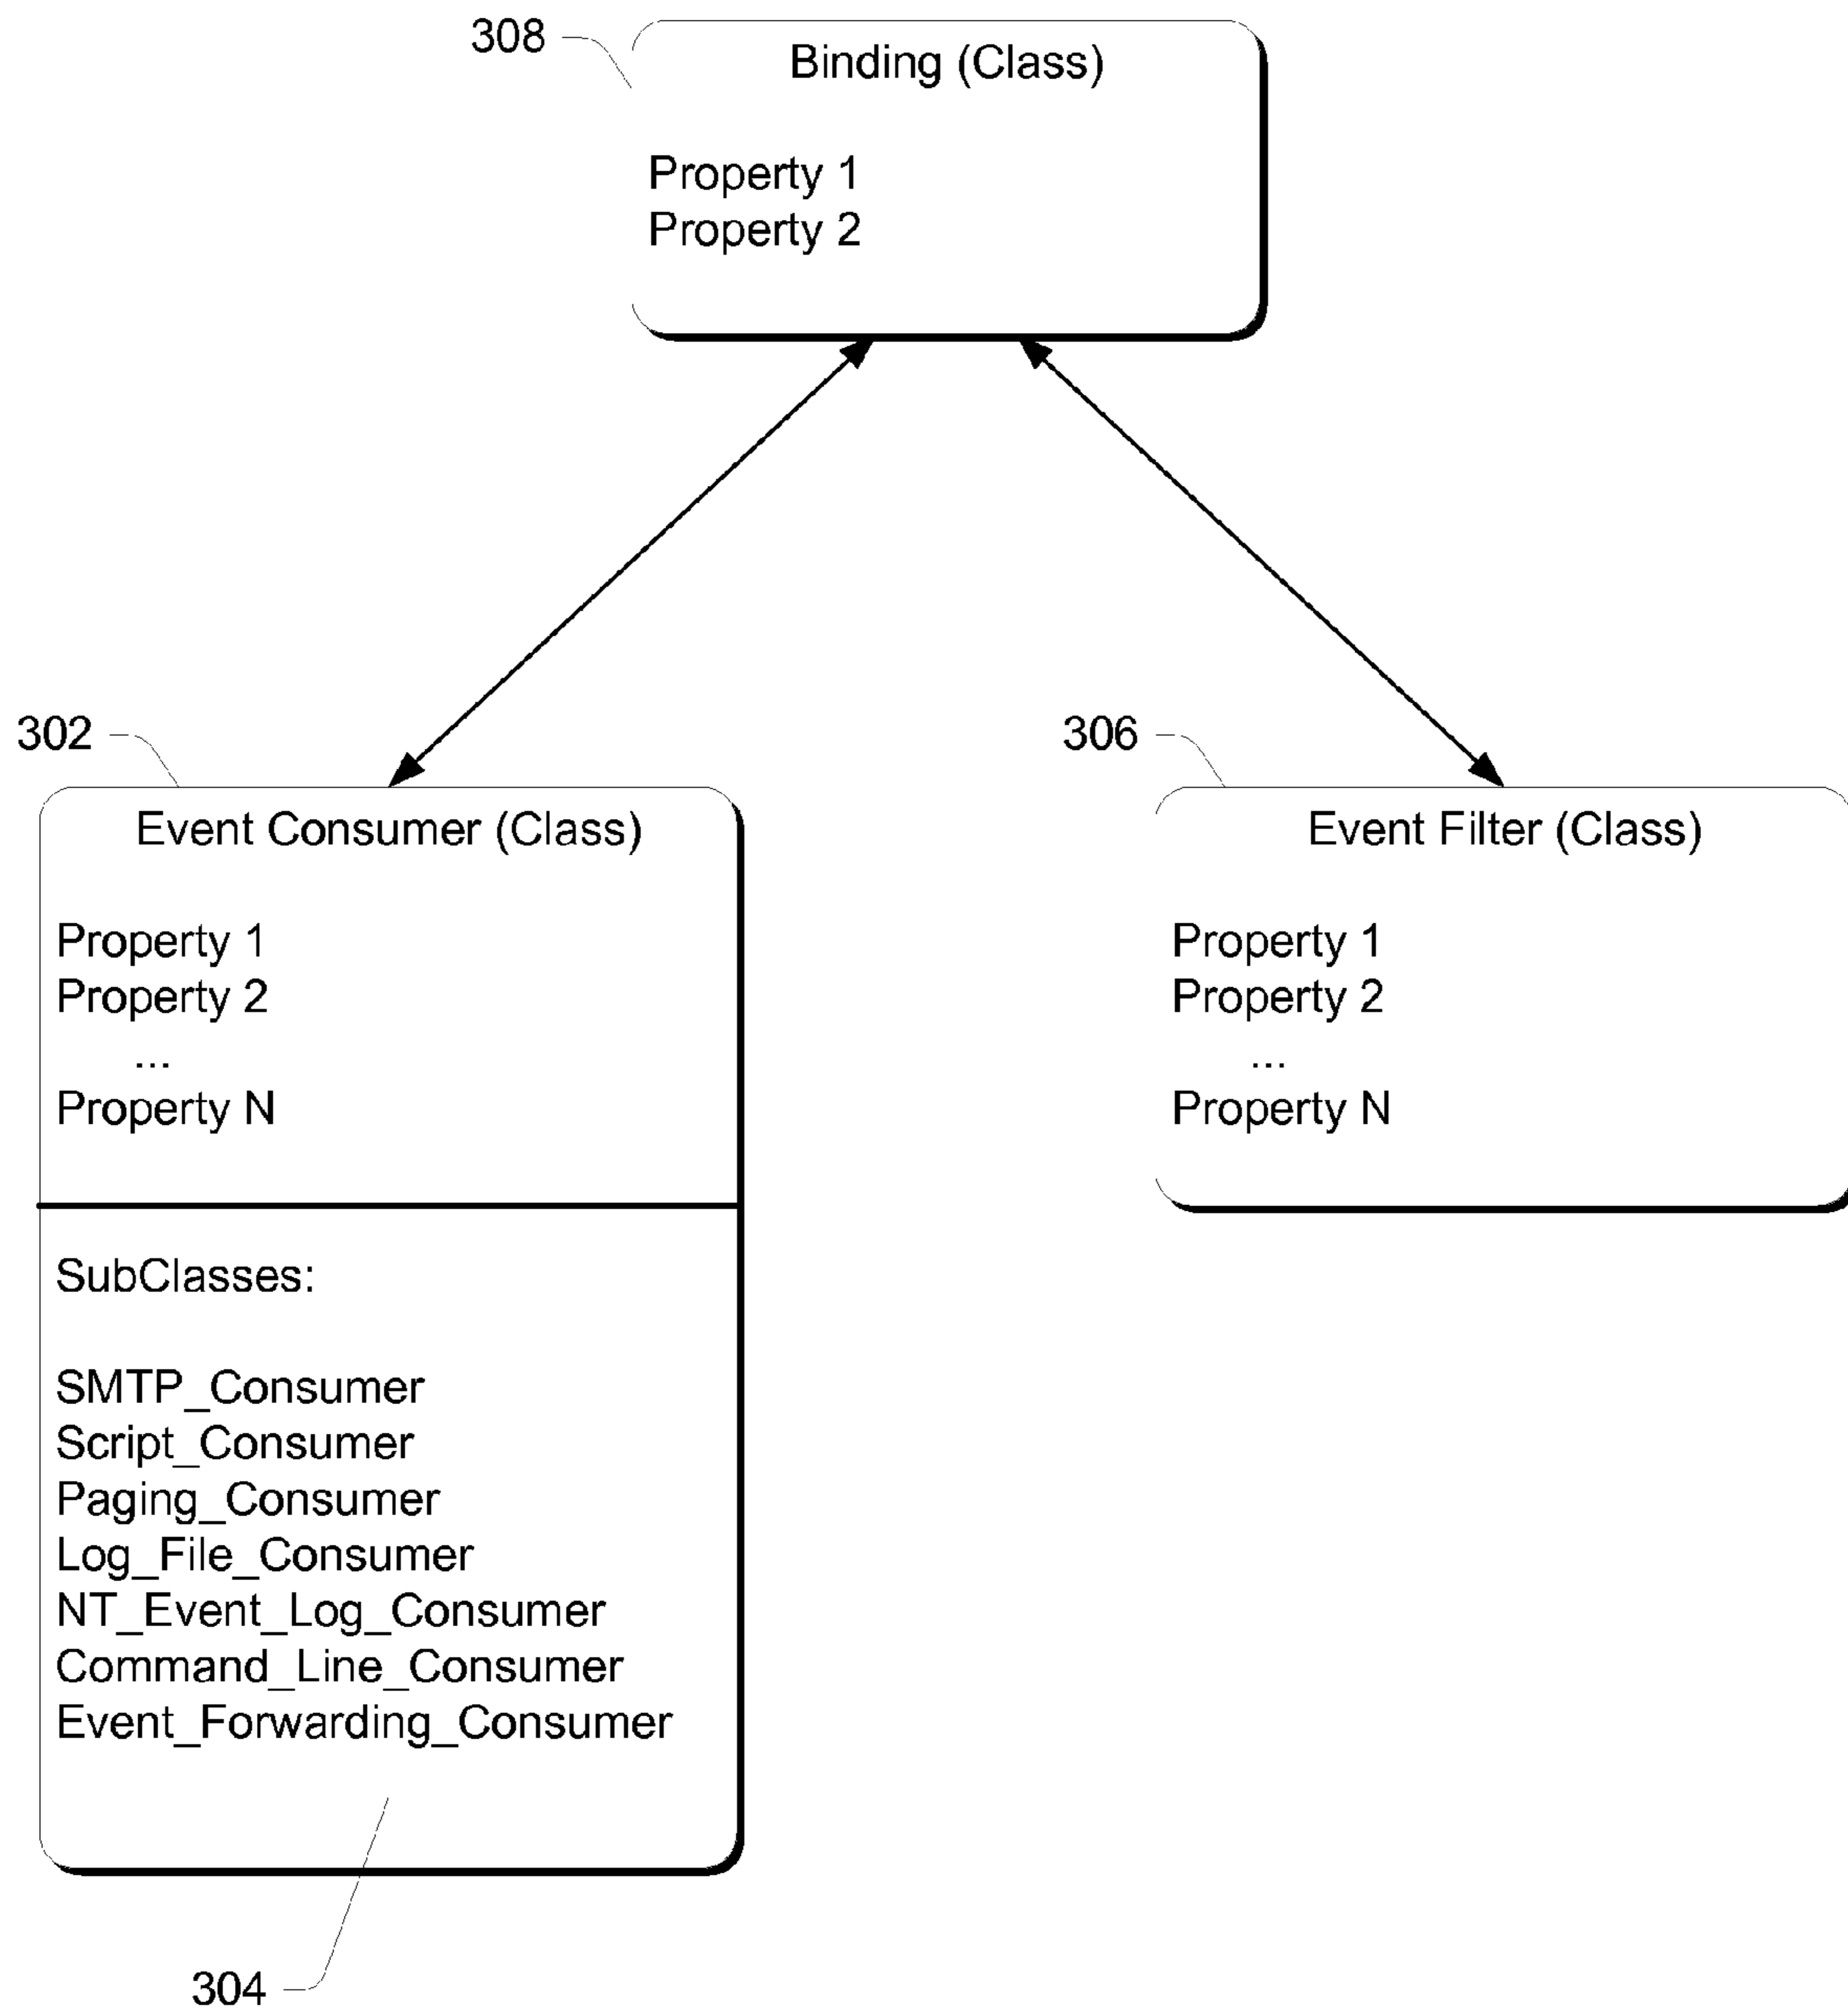 308
Binding (Class)
Property 1
Property 2
302
Event Consumer (Class)
Property 1
Property 2
...
Property N
SubClasses:
SMTP_Consumer
Script_Consumer
Paging_Consumer
Log_File_Consumer
NT_Event_Log_Consumer
Command_Line_Consumer
Event_Forwarding_Consumer
304
306
Event Filter (Class)
Property 1
Property 2
...
Property N